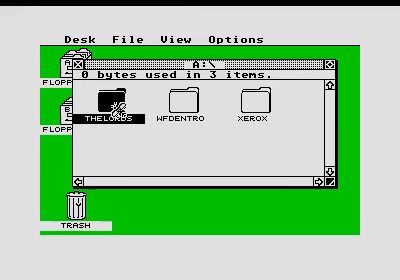 Desk File View Options
A:\
0 bytes used in 3 items.
FLOPP
THELORDS WFDENTRO XEROX
FLOPP
TRASH